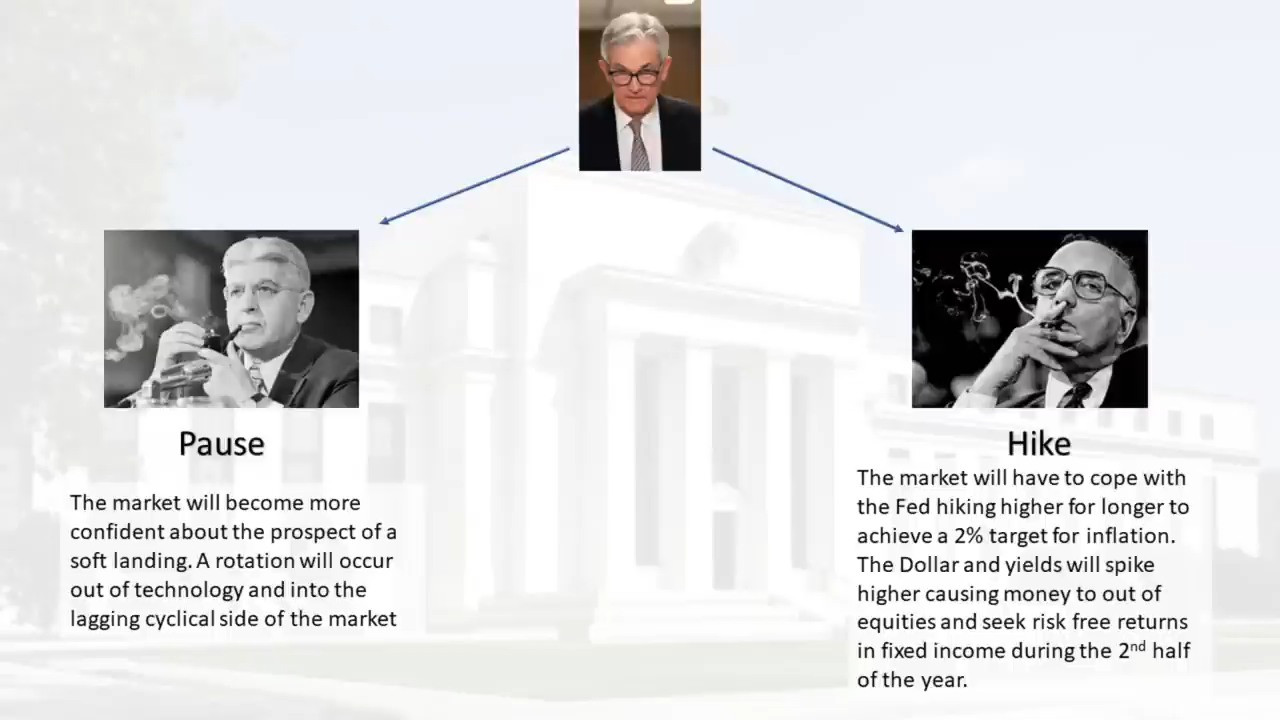 Pause
The market will become more
confident about the prospect of a
soft landing. A rotation will occur
out of technology and into the
lagging cyclical side of the market
Hike
The market will have to cope with
the Fed hiking higher for longer to
achieve a 2% target for inflation.
The Dollar and yields will spike
higher causing money to out of
equities and seek risk free returns
in fixed income during the 2nd half
of the year.